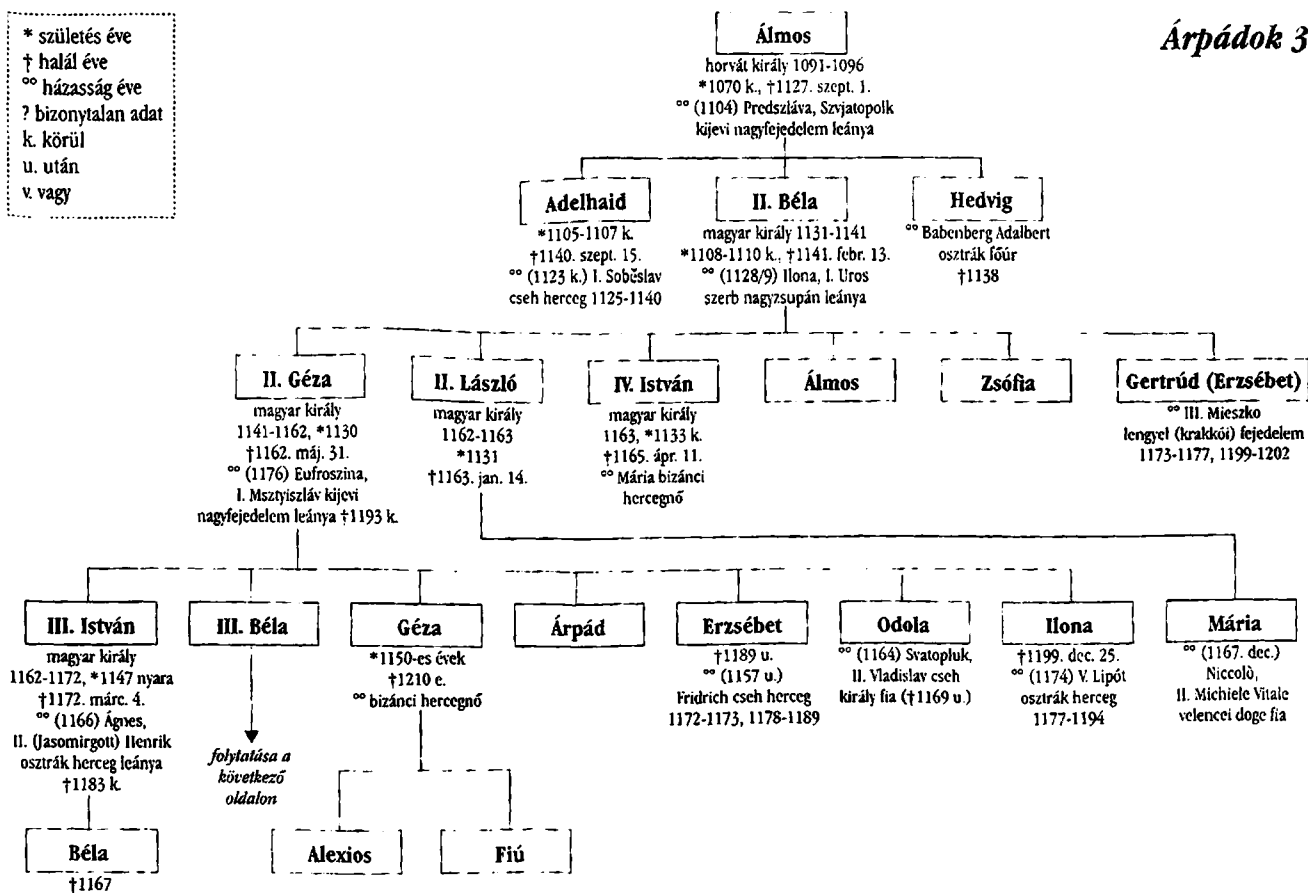 * születés éve
† halál éve
°° házasság éve
? bizonytalan adat
k. körül
u. után
v. vagy
Árpádok 3
Álmos
horvát király 1091-1096
*1070 k., †1127. szept. 1.
°° (1104) Predszláva, Szvjatopolk
kijevi nagyfejedelem leánya
Adelhaid
*1105-1107 k.
†1140. szept. 15.
°° (1123 k.) I. Soběslav
cseh herceg 1125-1140
II. Béla
magyar király 1131-1141
*1108-1110 k., †1141. febr. 13.
°° (1128/9) Ilona, I. Uros
szerb nagyzsupán leánya
Hedvig
°° Babenberg Adalbert
osztrák főúr
†1138
II. Géza
magyar király
1141-1162, *1130
†1162. máj. 31.
°° (1176) Eufroszina,
I. Msztyiszláv kijevi
nagyfejedelem leánya †1193 k.
II. László
magyar király
1162-1163
*1131
†1163. jan. 14.
IV. István
magyar király
1163, *1133 k.
†1165. ápr. 11.
°° Mária bizánci
hercegnő
Álmos
Zsófia
Gertrúd (Erzsébet)
°° III. Mieszko
lengyel (krakkói) fejedelem
1173-1177, 1199-1202
III. István
magyar király
1162-1172, *1147 nyara
†1172. márc. 4.
°° (1166) Ágnes,
II. (Jasomirgott) Henrik
osztrák herceg leánya
†1183 k.
III. Béla
folytatása a
következő
oldalon
Géza
*1150-es évek
†1210 e.
°° bizánci hercegnő
Árpád
Erzsébet
†1189 u.
°° (1157 u.)
Fridrich cseh herceg
1172-1173, 1178-1189
Odola
°° (1164) Svatopluk,
II. Vladislav cseh
király fia (†1169 u.)
Ilona
†1199. dec. 25.
°° (1174) V. Lipót
osztrák herceg
1177-1194
Mária
°° (1167. dec.)
Niccolò,
II. Michiele Vitale
velencei doge fia
Béla
†1167
Alexios
Fiú